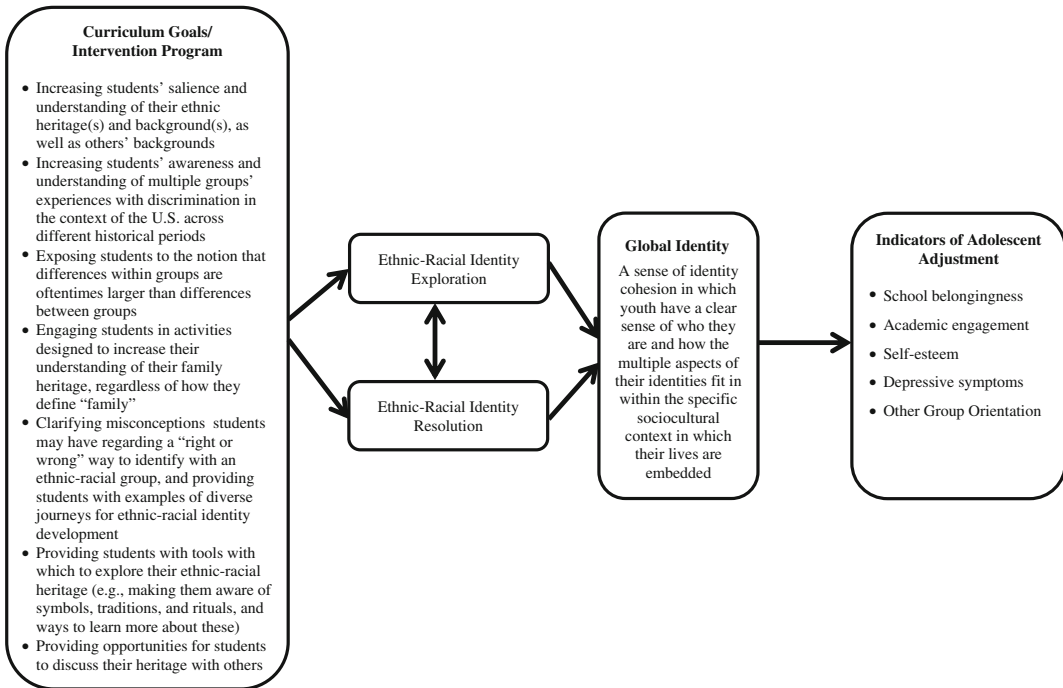 Curriculum Goals/
Intervention Program
• Increasing students’ salience and
understanding of their ethnic
heritage(s) and background(s), as
well as others’ backgrounds
• Increasing students’ awareness and
understanding of multiple groups’
experiences with discrimination in
the context of the U.S. across
different historical periods
• Exposing students to the notion that
differences within groups are
oftentimes larger than differences
between groups
• Engaging students in activities
designed to increase their
understanding of their family
heritage, regardless of how they
define “family”
• Clarifying misconceptions students
may have regarding a “right or
wrong” way to identify with an
ethnic-racial group, and providing
students with examples of diverse
journeys for ethnic-racial identity
development
• Providing students with tools with
which to explore their ethnic-racial
heritage (e.g., making them aware of
symbols, traditions, and rituals, and
ways to learn more about these)
• Providing opportunities for students
to discuss their heritage with others
Ethnic-Racial Identity
Exploration
Ethnic-Racial Identity
Resolution
Global Identity
A sense of identity
cohesion in which
youth have a clear
sense of who they
are and how the
multiple aspects of
their identities fit in
within the specific
sociocultural
context in which
their lives are
embedded
Indicators of Adolescent
Adjustment
• School belongingness
• Academic engagement
• Self-esteem
• Depressive symptoms
• Other Group Orientation